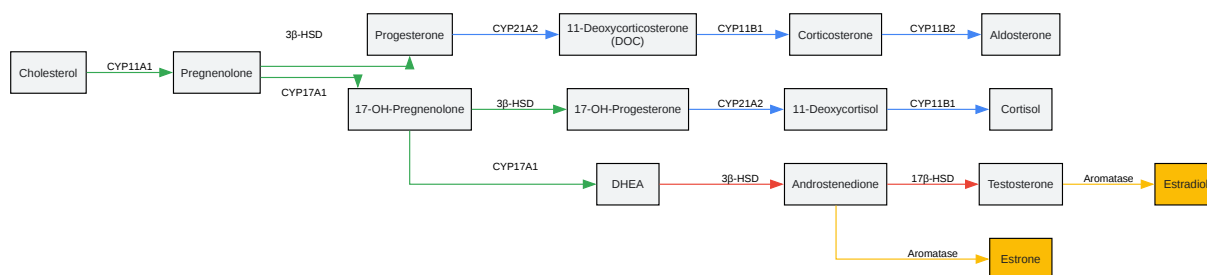 Progesterone
CYP21A2
11-Deoxycorticosterone
(DOC)
CYP11B1
Corticosterone
CYP11B2
Aldosterone
3β-HSD
Cholesterol
CYP11A1
Pregnenolone
CYP17A1
17-OH-Pregnenolone
3β-HSD
17-OH-Progesterone
CYP21A2
11-Deoxycortisol
CYP11B1
Cortisol
CYP17A1
DHEA
3β-HSD
Androstenedione
17β-HSD
Testosterone
Aromatase
Estradiol
Aromatase
Estrone